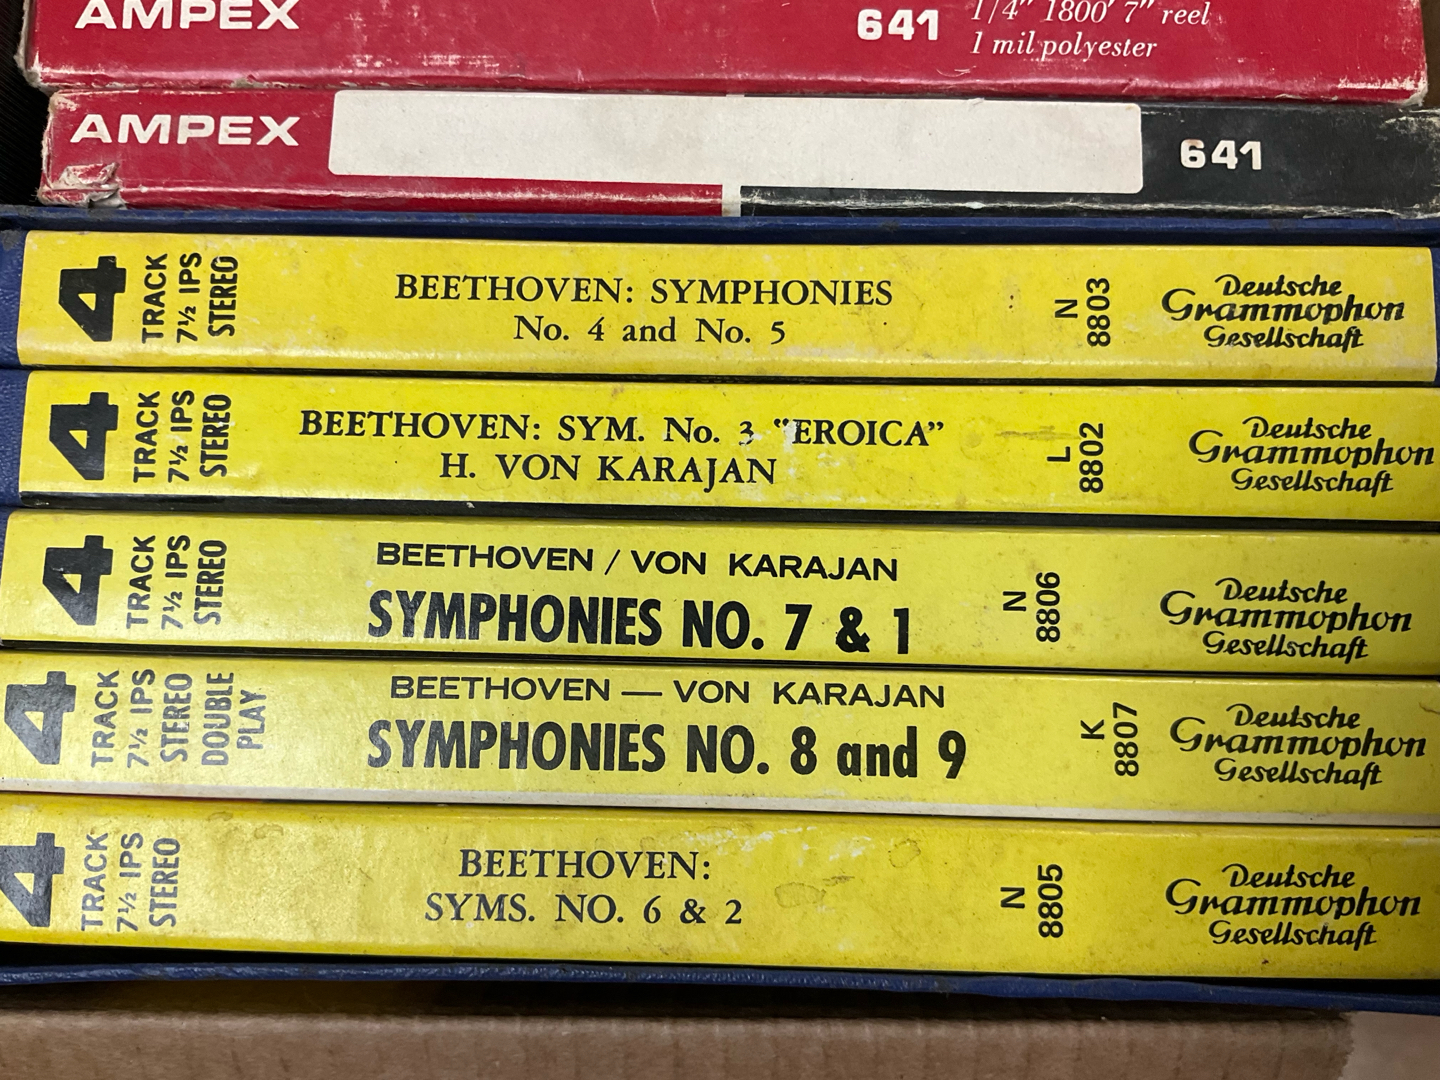 AMPEX
641
1/4" 1800' 7" reel
1 mil polyester
AMPEX
641
4
TRACK
7½ IPS
STEREO
BEETHOVEN: SYMPHONIES
No. 4 and No. 5
N
8803
Deutsche
Grammophon
Gesellschaft
4
TRACK
7½ IPS
STEREO
BEETHOVEN: SYM. No. 3 "EROICA"
H. VON KARAJAN
L
8802
Deutsche
Grammophon
Gesellschaft
4
TRACK
7½ IPS
STEREO
BEETHOVEN / VON KARAJAN
SYMPHONIES NO. 7 & 1
N
8806
Deutsche
Grammophon
Gesellschaft
4
TRACK
7½ IPS
STEREO
DOUBLE
PLAY
BEETHOVEN — VON KARAJAN
SYMPHONIES NO. 8 and 9
K
8807
Deutsche
Grammophon
Gesellschaft
4
TRACK
7½ IPS
STEREO
BEETHOVEN:
SYMS. NO. 6 & 2
N
8805
Deutsche
Grammophon
Gesellschaft